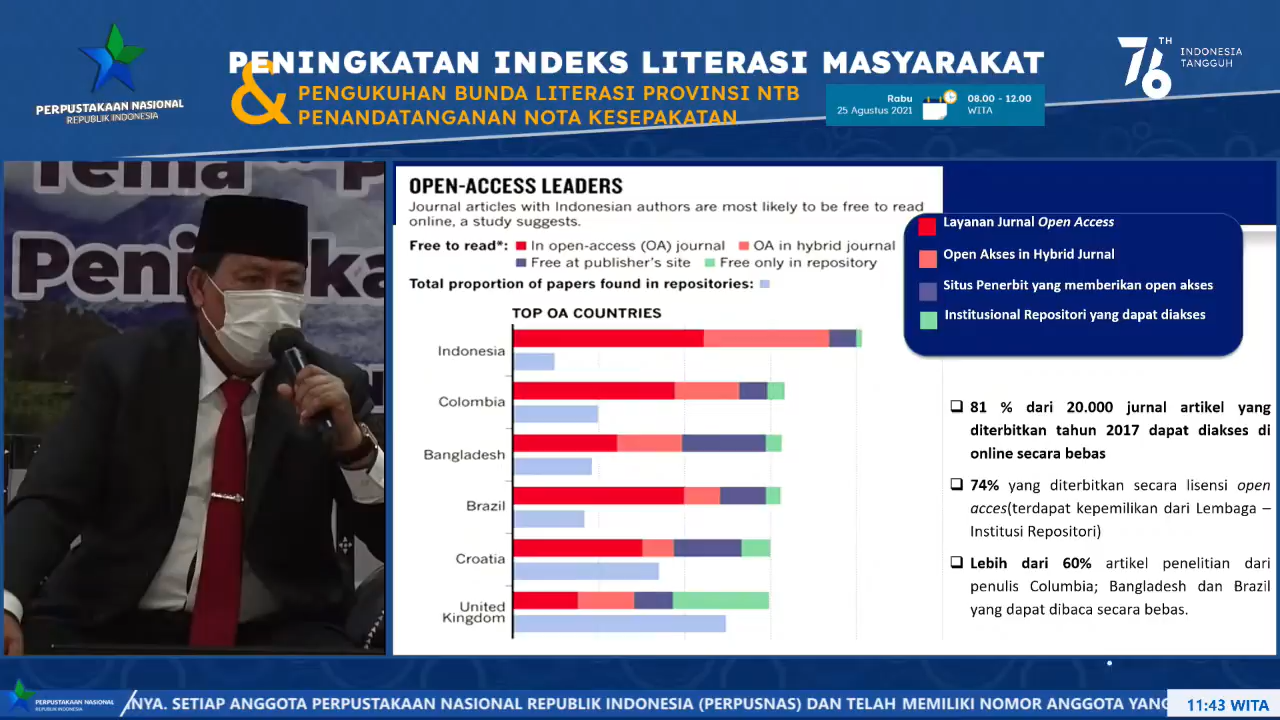 PERPUSTAKAAN NASIONAL
REPUBLIK INDONESIA
PENINGKATAN INDEKS LITERASI MASYARAKAT
& PENGUKUHAN BUNDA LITERASI PROVINSI NTB
PENANDATANGANAN NOTA KESEPAKATAN
Rabu
25 Agustus 2021
08.00 - 12.00
WITA
76 TH
INDONESIA
TANGGUH
Tema
OPEN-ACCESS LEADERS
Journal articles with Indonesian authors are most likely to be free to read
online, a study suggests.
Free to read*: In open-access (OA) journal OA in hybrid journal
Free at publisher's site Free only in repository
Total proportion of papers found in repositories:
TOP OA COUNTRIES
Indonesia
Colombia
Bangladesh
Brazil
Croatia
United
Kingdom
Layanan Jurnal Open Access
Open Akses in Hybrid Jurnal
Situs Penerbit yang memberikan open akses
Institusional Repositori yang dapat diakses
81 % dari 20.000 jurnal artikel yang
diterbitkan tahun 2017 dapat diakses di
online secara bebas
74% yang diterbitkan secara lisensi open
acces(terdapat kepemilikan dari Lembaga –
Institusi Repositori)
Lebih dari 60% artikel penelitian dari
penulis Columbia; Bangladesh dan Brazil
yang dapat dibaca secara bebas.
PERPUSTAKAAN NASIONAL
REPUBLIK INDONESIA
NYA. SETIAP ANGGOTA PERPUSTAKAAN NASIONAL REPUBLIK INDONESIA (PERPUSNAS) DAN TELAH MEMILIKI NOMOR ANGGOTA YANG
11:43 WITA